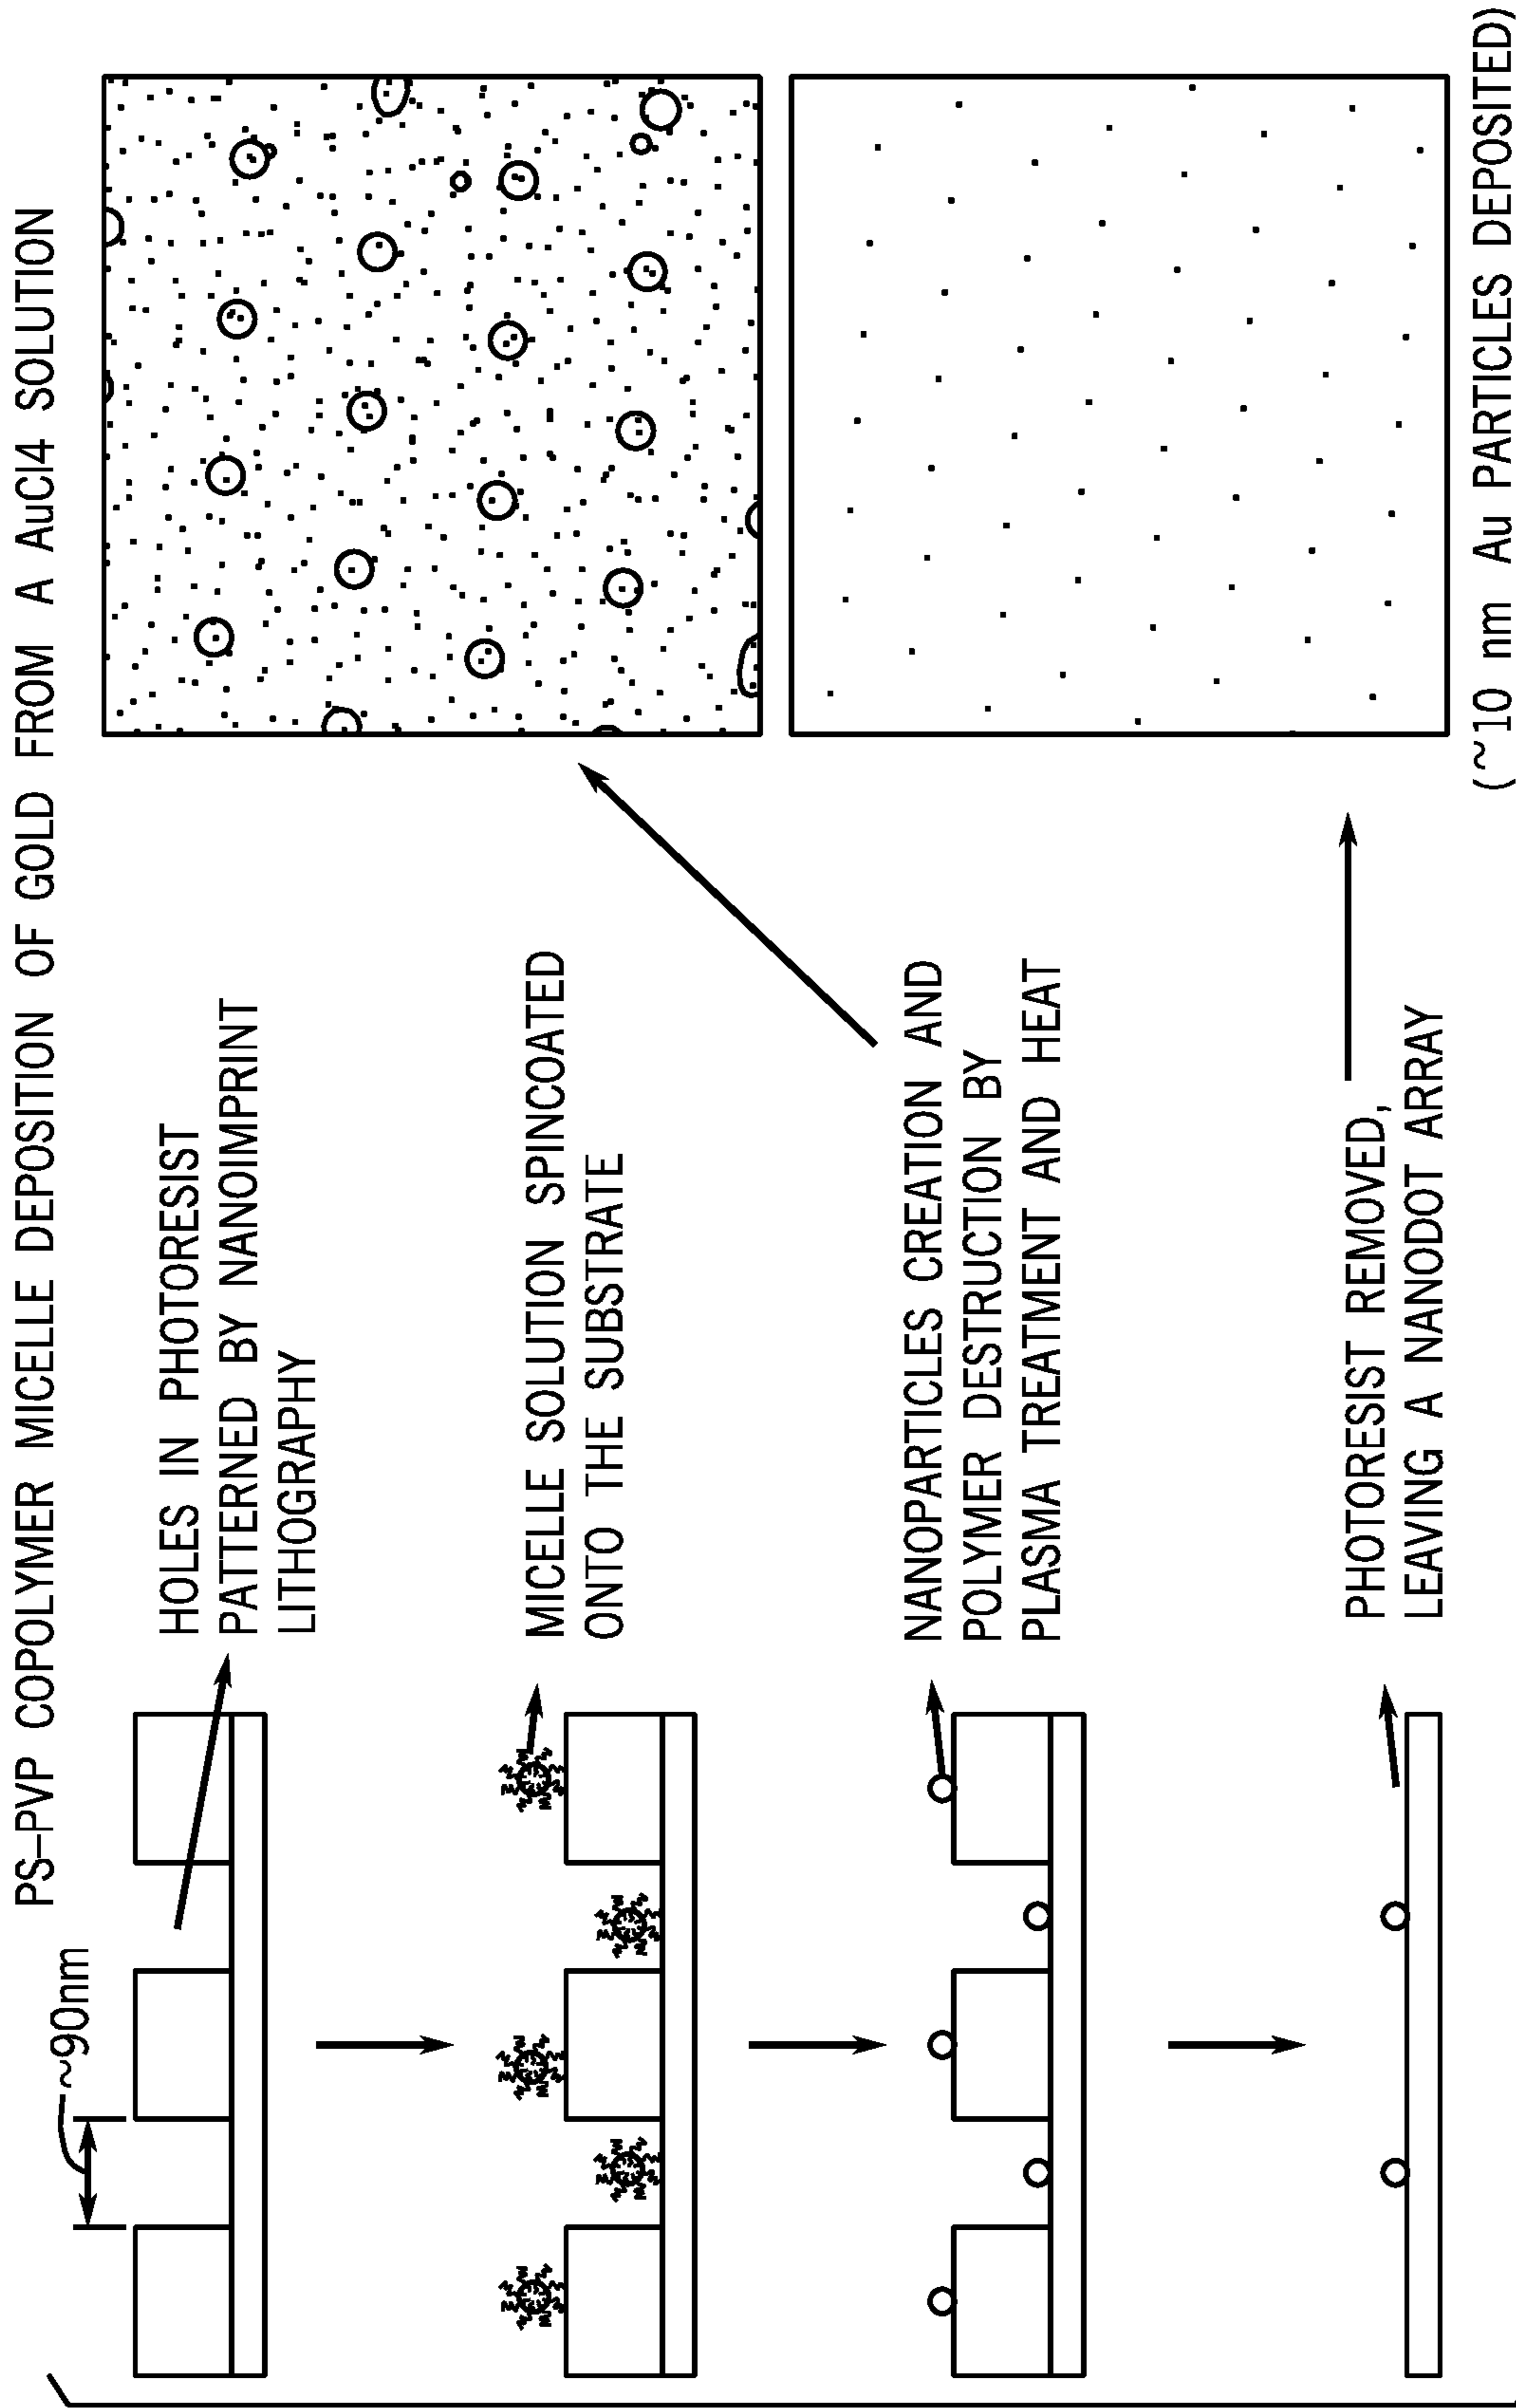 PS–PVP COPOLYMER MICELLE DEPOSITION OF GOLD FROM A AuCl4 SOLUTION
~90nm
HOLES IN PHOTORESIST
PATTERNED BY NANOIMPRINT
LITHOGRAPHY
MICELLE SOLUTION SPINCOATED
ONTO THE SUBSTRATE
NANOPARTICLES CREATION AND
POLYMER DESTRUCTION BY
PLASMA TREATMENT AND HEAT
PHOTORESIST REMOVED,
LEAVING A NANODOT ARRAY
(~10 nm Au PARTICLES DEPOSITED)